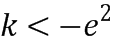 k < −e²